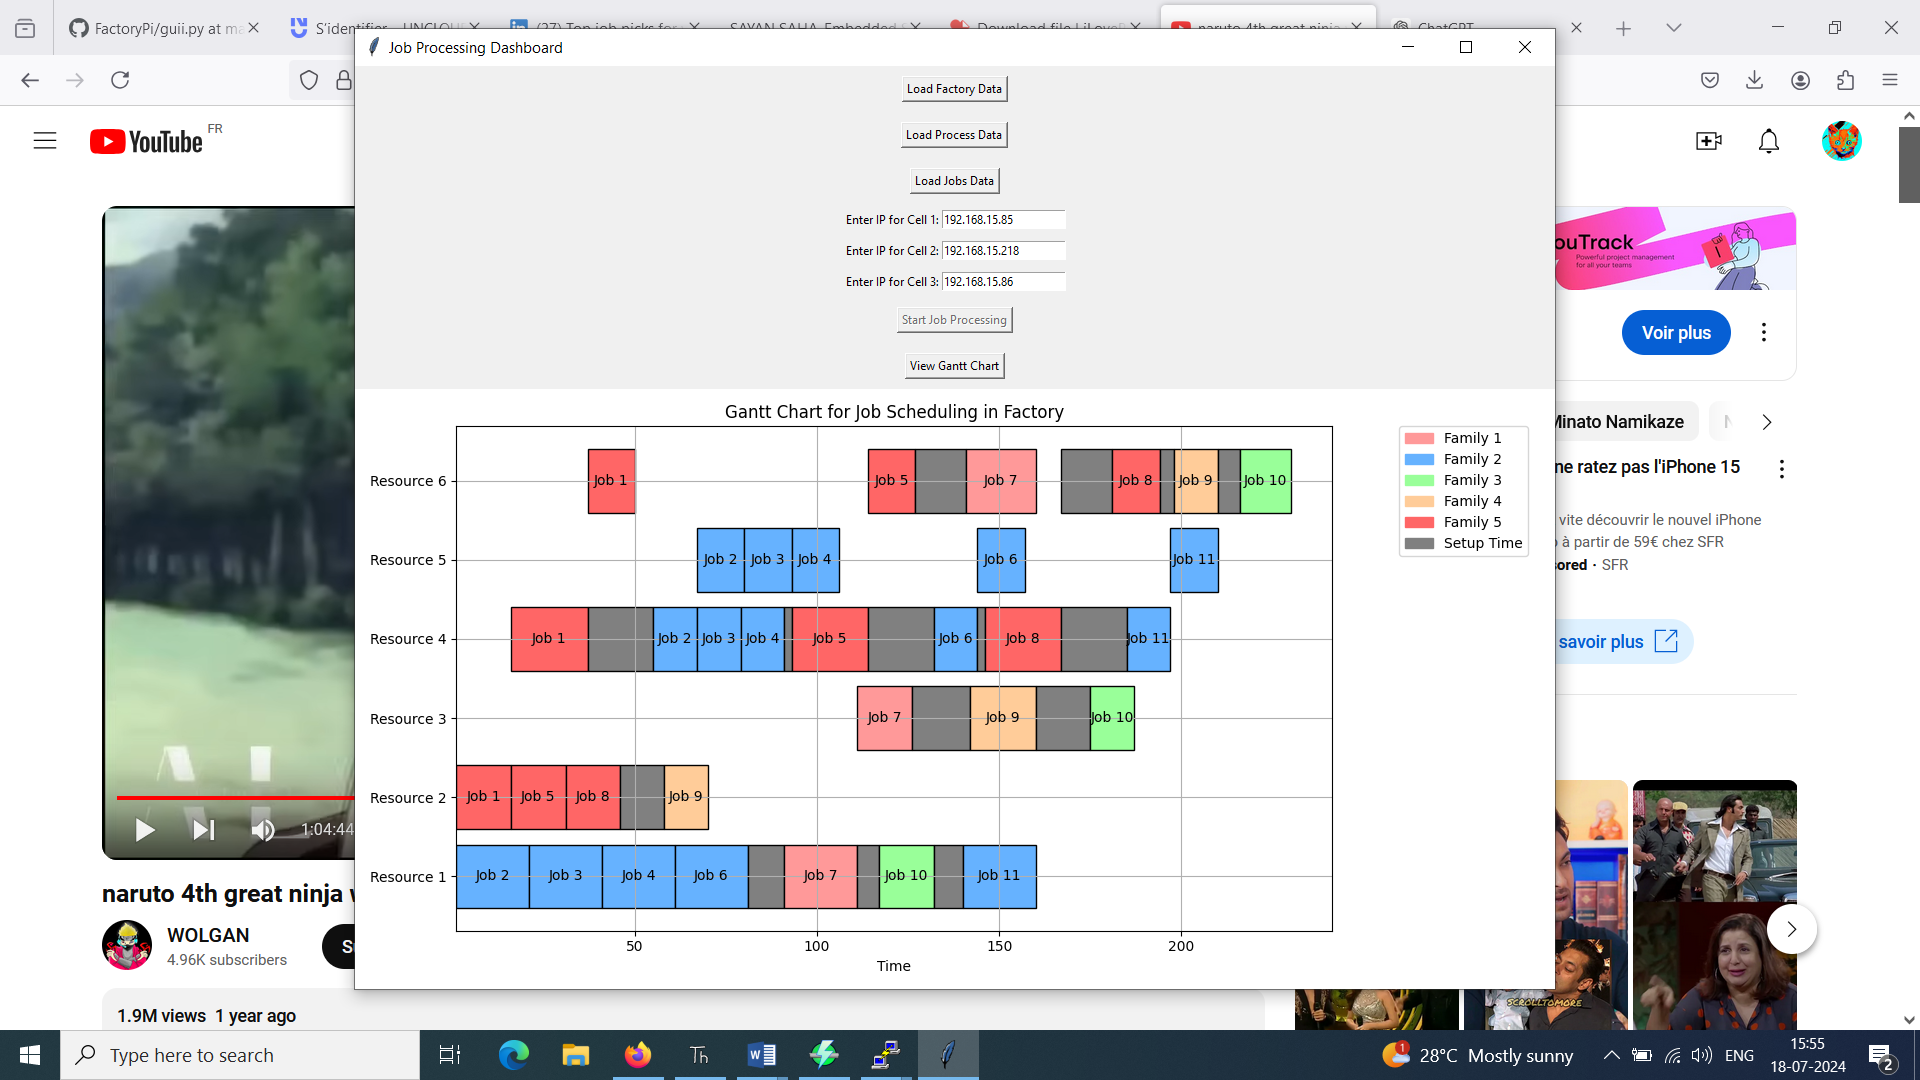 FactoryPi/guii.py at ma
S'identifier
(27) Top job picks for
SAYAN SAHA
Download file | iLoveP
naruto 4th great ninja
ChatGPT
Job Processing Dashboard
YouTube FR
Load Factory Data
Load Process Data
Load Jobs Data
Enter IP for Cell 1: 192.168.15.85
Enter IP for Cell 2: 192.168.15.218
Enter IP for Cell 3: 192.168.15.86
Start Job Processing
View Gantt Chart
Gantt Chart for Job Scheduling in Factory
Resource 6
Job 1
Job 5
Job 7
Job 8
Job 9
Job 10
Resource 5
Job 2
Job 3
Job 4
Job 6
Job 11
Resource 4
Job 1
Job 2
Job 3
Job 4
Job 5
Job 6
Job 8
Job 11
Resource 3
Job 7
Job 9
Job 10
Resource 2
Job 1
Job 5
Job 8
Job 9
Resource 1
Job 2
Job 3
Job 4
Job 6
Job 7
Job 10
Job 11
50
100
150
200
Time
Family 1
Family 2
Family 3
Family 4
Family 5
Setup Time
ouTrack
Powerful project management
for all your teams
Voir plus
Minato Namikaze
ne ratez pas l'iPhone 15
vite découvrir le nouvel iPhone
à partir de 59€ chez SFR
sored · SFR
savoir plus
SCROLLTOMORE
1:04:44
naruto 4th great ninja
WOLGAN
4.96K subscribers
1.9M views 1 year ago
Type here to search
Th
1
28°C Mostly sunny
ENG
15:55
18-07-2024
2